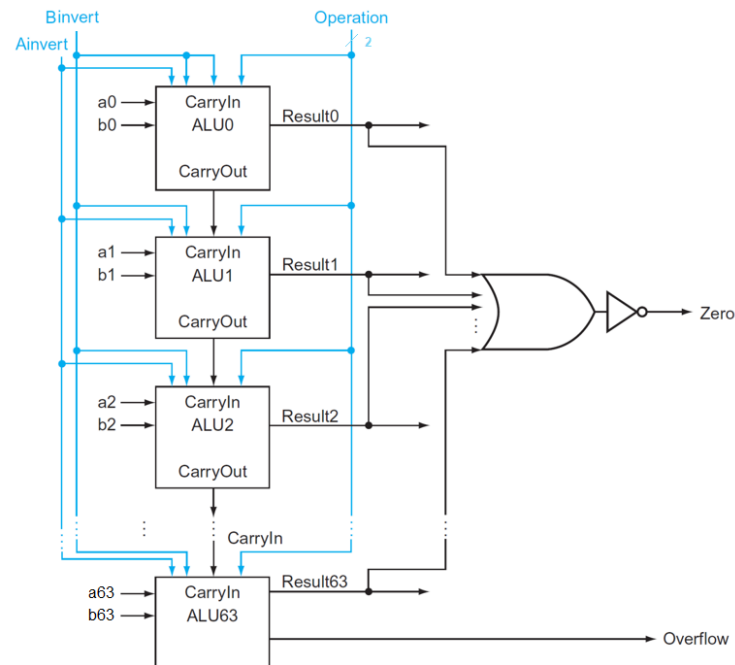 Binvert
Operation
Ainvert
2
a0
CarryIn
Result0
b0
ALU0
CarryOut
a1
CarryIn
Result1
b1
ALU1
CarryOut
Zero
a2
CarryIn
Result2
b2
ALU2
CarryOut
CarryIn
a63
CarryIn
Result63
b63
ALU63
Overflow